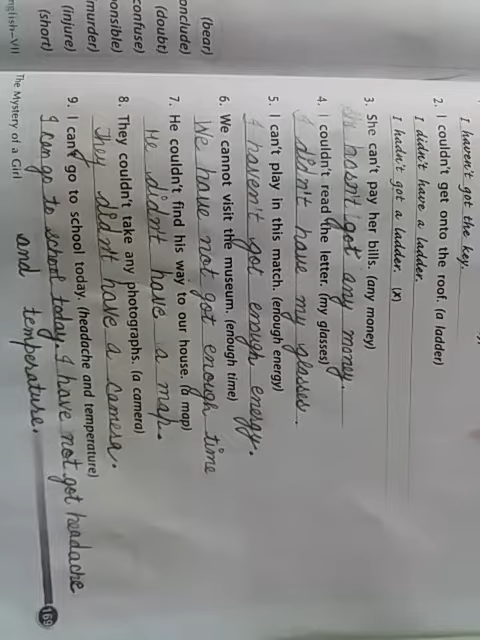 I haven't got the key.
2. I couldn't get onto the roof. (a ladder)
I didn't have a ladder.
I hadn't got a ladder. (X)
3. She can't pay her bills. (any money)
hasn't got any money.
4. I couldn't read the letter. (my glasses)
I didn't have my glasses.
5. I can't play in this match. (enough energy)
I haven't got enough energy.
6. We cannot visit the museum. (enough time)
We have not got enough time
7. He couldn't find his way to our house. (a map)
He didn't have a map.
8. They couldn't take any photographs. (a camera)
They didn't have a camera.
9. I can't go to school today. (headache and temperature)
I can go to school today. I have not got headache
and temperature.
The Mystery of a Girl
169
(bear)
onclude)
(doubt)
confuse)
onsible)
murder)
(injure)
(short)
nglish–VII